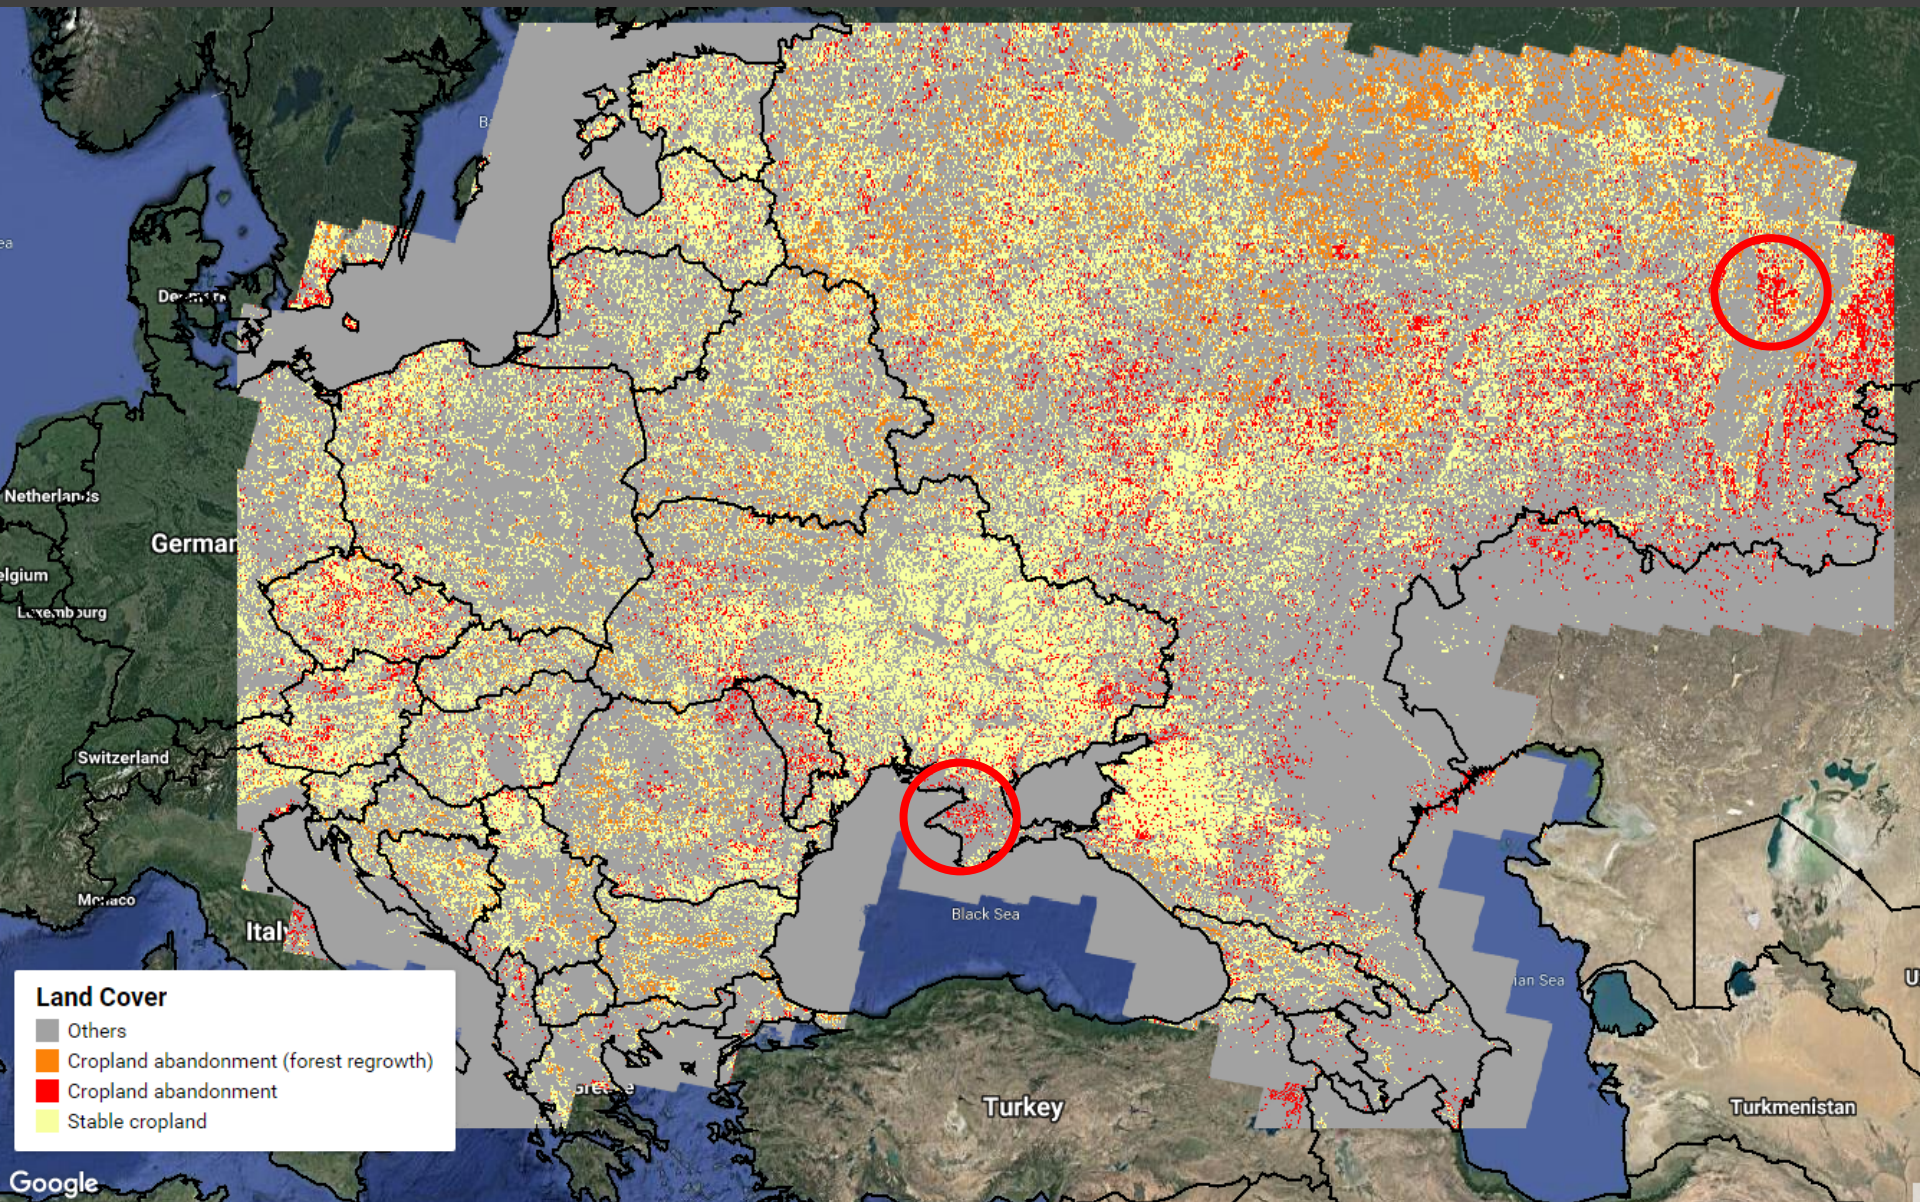 Netherlands
German
elgium
Luxembourg
Switzerland
Monaco
Ital
Black Sea
an Sea
Turkey
Turkmenistan
Land Cover
Others
Cropland abandonment (forest regrowth)
Cropland abandonment
Stable cropland
Google